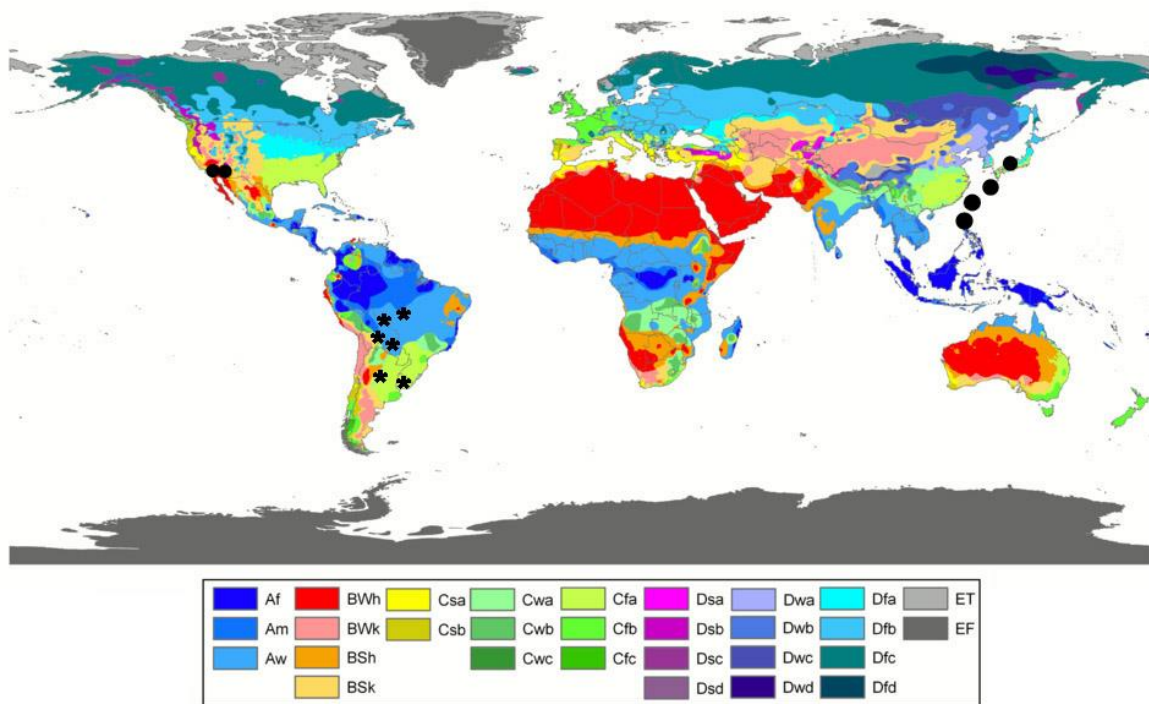 Af BWh Csa Cwa Cfa Dsa Dwa Dfa ET
Am BWk Csb Cwb Cfb Dsb Dwb Dfb EF
Aw BSh Cwc Cfc Dsc Dwc Dfc
BSk Dsd Dwd Dfd